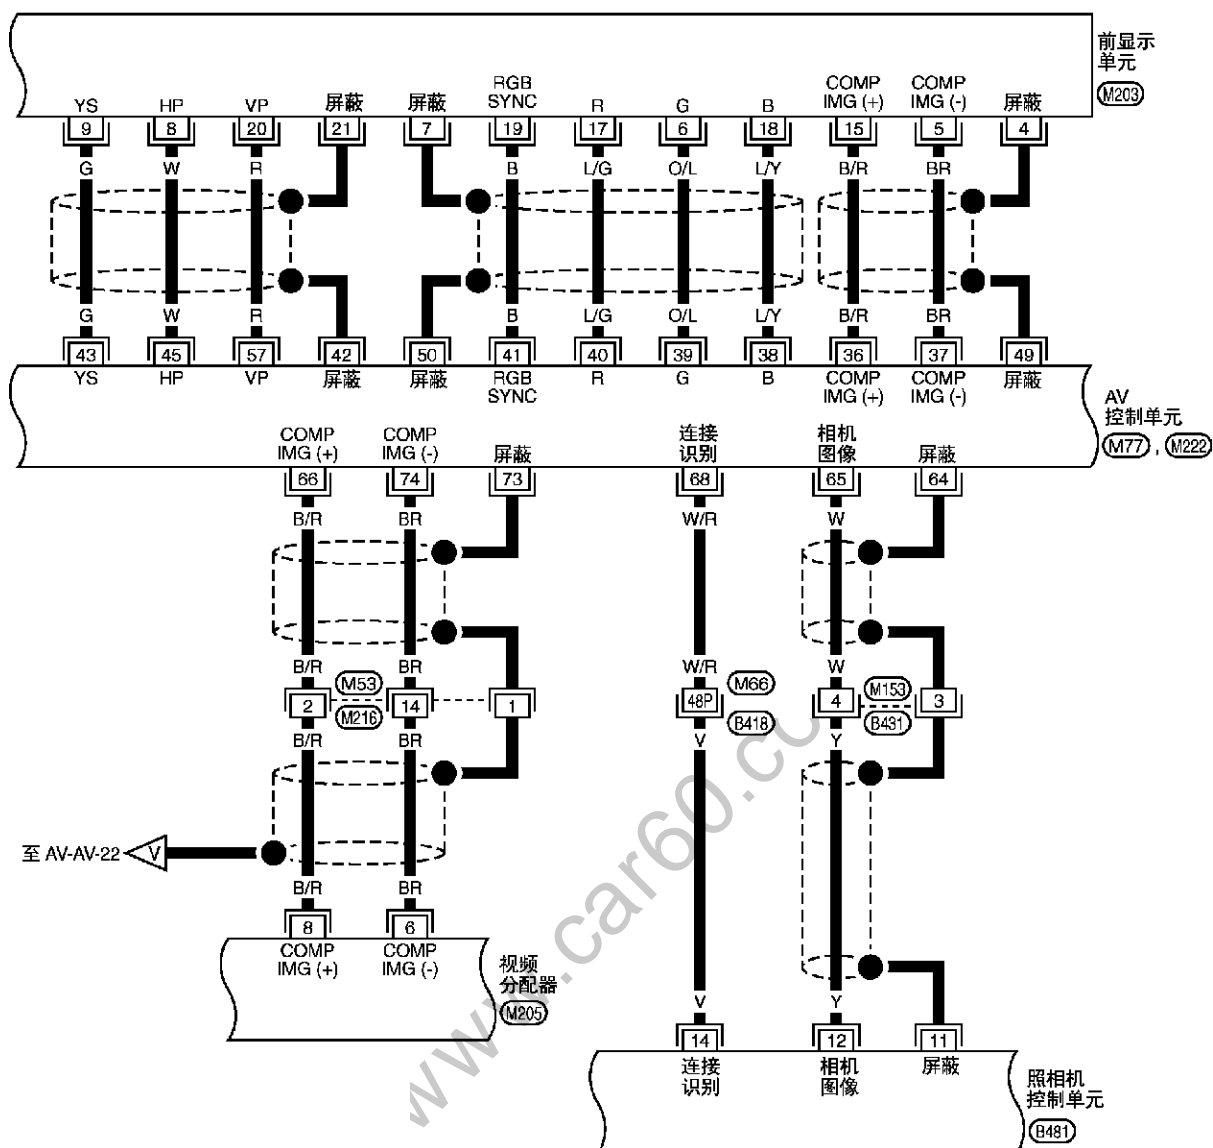 前显示
单元
M203
YS HP VP 屏蔽 屏蔽 RGB SYNC R G B COMP IMG (+) COMP IMG (-) 屏蔽
9 8 20 21 7 19 17 6 18 15 5 4
G W R B L/G O/L L/Y B/R BR
G W R B L/G O/L L/Y B/R BR
43 45 57 42 50 41 40 39 38 36 37 49
YS HP VP 屏蔽 屏蔽 RGB SYNC R G B COMP IMG (+) COMP IMG (-) 屏蔽
AV
控制单元
M77 , M222
COMP IMG (+) COMP IMG (-) 屏蔽 连接识别 相机图像 屏蔽
66 74 73 68 65 64
B/R BR W/R W
B/R BR W/R W
M53 M66 M153
2 14 1 48P 4 3
M216 B418 B431
B/R BR V Y
至 AV-AV-22 V
B/R BR
8 6
COMP IMG (+) COMP IMG (-)
视频
分配器
M205
V Y
14 12 11
连接识别 相机图像 屏蔽
照相机
控制单元
B481
www.car60.co